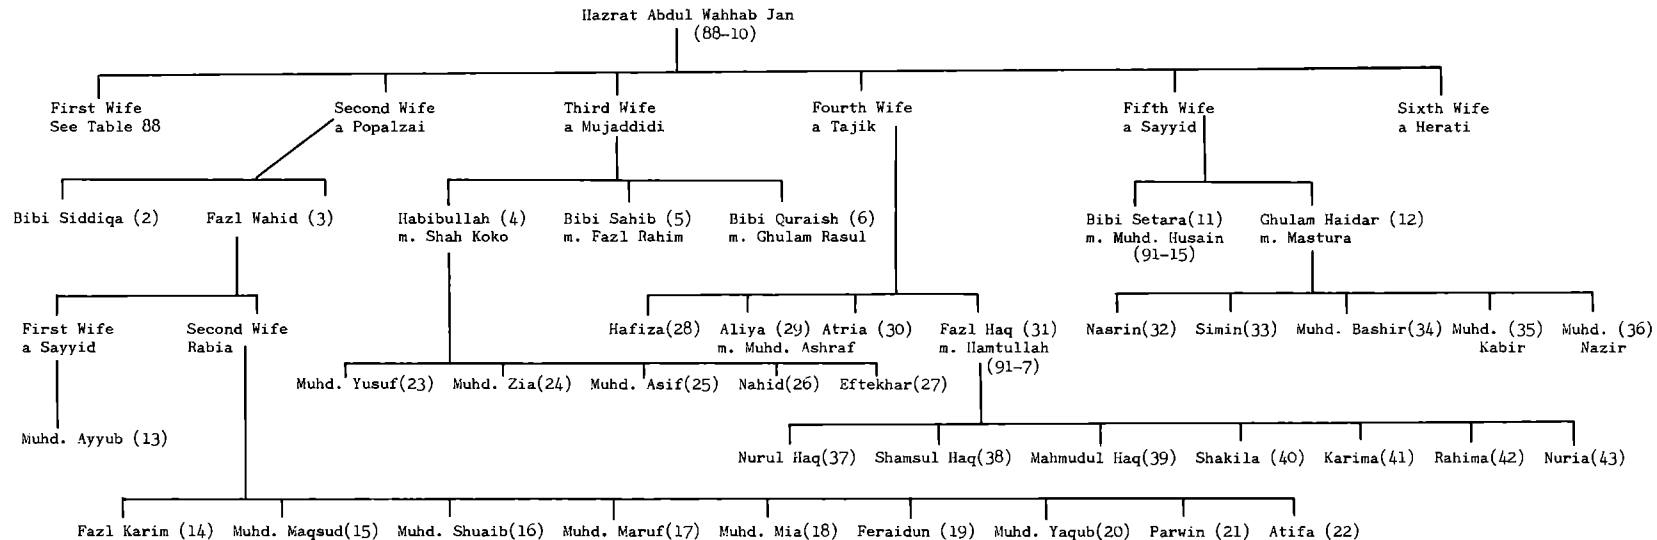 Hazrat Abdul Wahhab Jan
(88-10)
First Wife
See Table 88
Second Wife
a Popalzai
Third Wife
a Mujaddidi
Fourth Wife
a Tajik
Fifth Wife
a Sayyid
Sixth Wife
a Herati
Bibi Siddiqa (2)
Fazl Wahid (3)
Habibullah (4)
m. Shah Koko
Bibi Sahib (5)
m. Fazl Rahim
Bibi Quraish (6)
m. Ghulam Rasul
Bibi Setara(11)
m. Muhd. Husain
(91-15)
Ghulam Haidar (12)
m. Mastura
First Wife
a Sayyid
Second Wife
Rabia
Hafiza(28)
Aliya (29)
m. Muhd. Ashraf
Atria (30)
Fazl Haq (31)
m. Hamtullah
(91-7)
Nasrin(32)
Simin(33)
Muhd. Bashir(34)
Muhd. (35)
Kabir
Muhd. (36)
Nazir
Muhd. Yusuf(23)
Muhd. Zia(24)
Muhd. Asif(25)
Nahid(26)
Eftekhar(27)
Muhd. Ayyub (13)
Nurul Haq(37)
Shamsul Haq(38)
Mahmudul Haq(39)
Shakila (40)
Karima(41)
Rahima(42)
Nuria(43)
Fazl Karim (14)
Muhd. Maqsud(15)
Muhd. Shuaib(16)
Muhd. Maruf(17)
Muhd. Mia(18)
Feraidun (19)
Muhd. Yaqub(20)
Parwin (21)
Atifa (22)